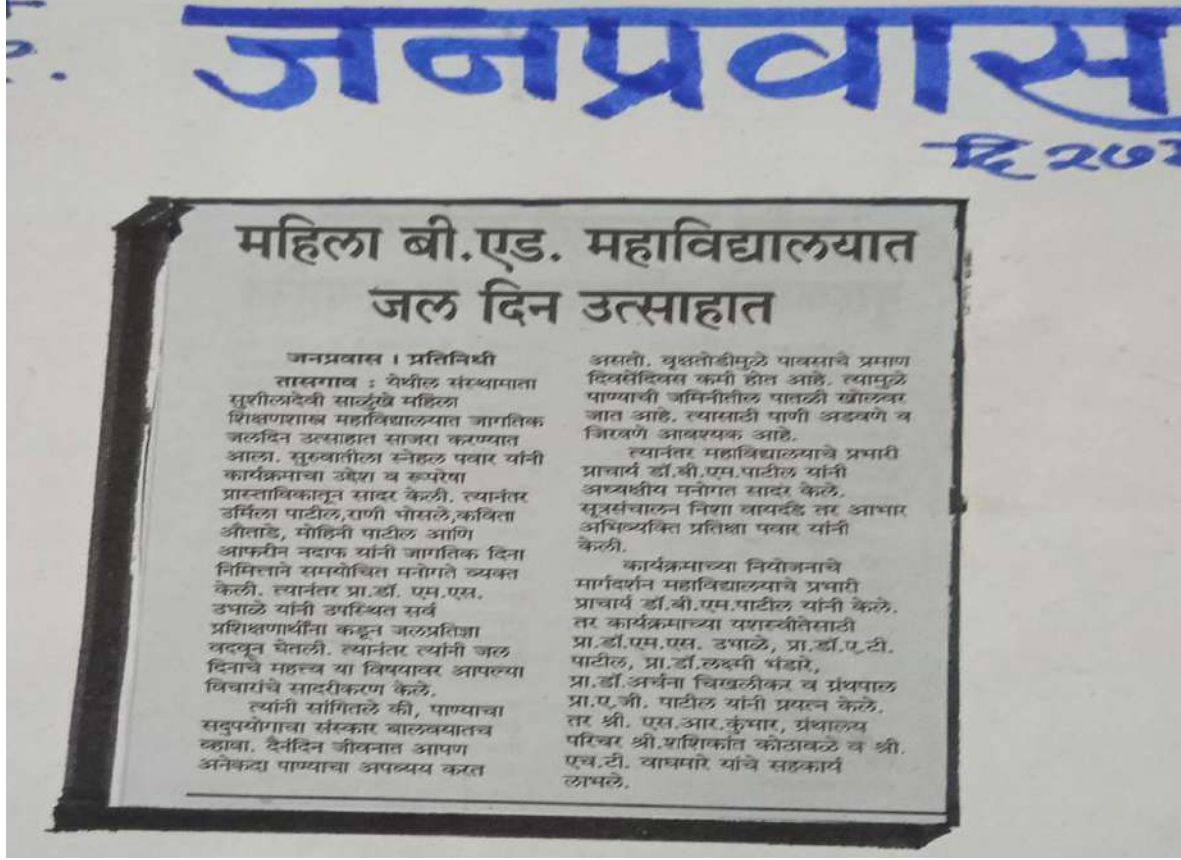 जनप्रवास
दि २७
महिला बी.एड. महाविद्यालयात
जल दिन उत्साहात
जनप्रवास । प्रतिनिधी
तासगाव : येथील संस्थामाता
सुशीलादेवी साळुंखे महिला
शिक्षणशास्त्र महाविद्यालयात जागतिक
जलदिन उत्साहात साजरा करण्यात
आला. सुरुवातीला स्नेहल पवार यांनी
कार्यक्रमाचा उद्देश व रूपरेषा
प्रास्ताविकातून सादर केली. त्यानंतर
उर्मिला पाटील,राणी भोसले,कविता
औताडे, मोहिनी पाटील आणि
आफरीन नदाफ यांनी जागतिक दिना
निमित्ताने समयोचित मनोगते व्यक्त
केली. त्यानंतर प्रा.डॉ. एम.एस.
उभाळे यांनी उपस्थित सर्व
प्रशिक्षणार्थींना कडून जलप्रतिज्ञा
वदवून घेतली. त्यानंतर त्यांनी जल
दिनाचे महत्त्व या विषयावर आपल्या
विचारांचे सादरीकरण केले.
त्यांनी सांगितले की, पाण्याचा
सदुपयोगाचा संस्कार बालवयातच
व्हावा. दैनंदिन जीवनात आपण
अनेकदा पाण्याचा अपव्यय करत
असतो. वृक्षतोडीमुळे पावसाचे प्रमाण
दिवसेंदिवस कमी होत आहे. त्यामुळे
पाण्याची जमिनीतील पातळी खोलवर
जात आहे. त्यासाठी पाणी अडवणे व
जिरवणे आवश्यक आहे.
त्यानंतर महाविद्यालयाचे प्रभारी
प्राचार्य डॉ.बी.एम.पाटील यांनी
अध्यक्षीय मनोगत सादर केले.
सूत्रसंचालन निशा वायदंडे तर आभार
अभिव्यक्ति प्रतिक्षा पवार यांनी
केली.
कार्यक्रमाच्या नियोजनाचे
मार्गदर्शन महाविद्यालयाचे प्रभारी
प्राचार्य डॉ.बी.एम.पाटील यांनी केले.
तर कार्यक्रमाच्या यशस्वीतेसाठी
प्रा.डॉ.एम.एस. उभाळे, प्रा.डॉ.ए.टी.
पाटील, प्रा.डॉ.लक्ष्मी भंडारे,
प्रा.डॉ.अर्चना चिखलीकर व ग्रंथपाल
प्रा.ए.जी. पाटील यांनी प्रयत्न केले.
तर श्री. एस.आर.कुंभार, ग्रंथालय
परिचर श्री.शशिकांत कोठावळे व श्री.
एच.टी. वाघमारे यांचे सहकार्य
लाभले.